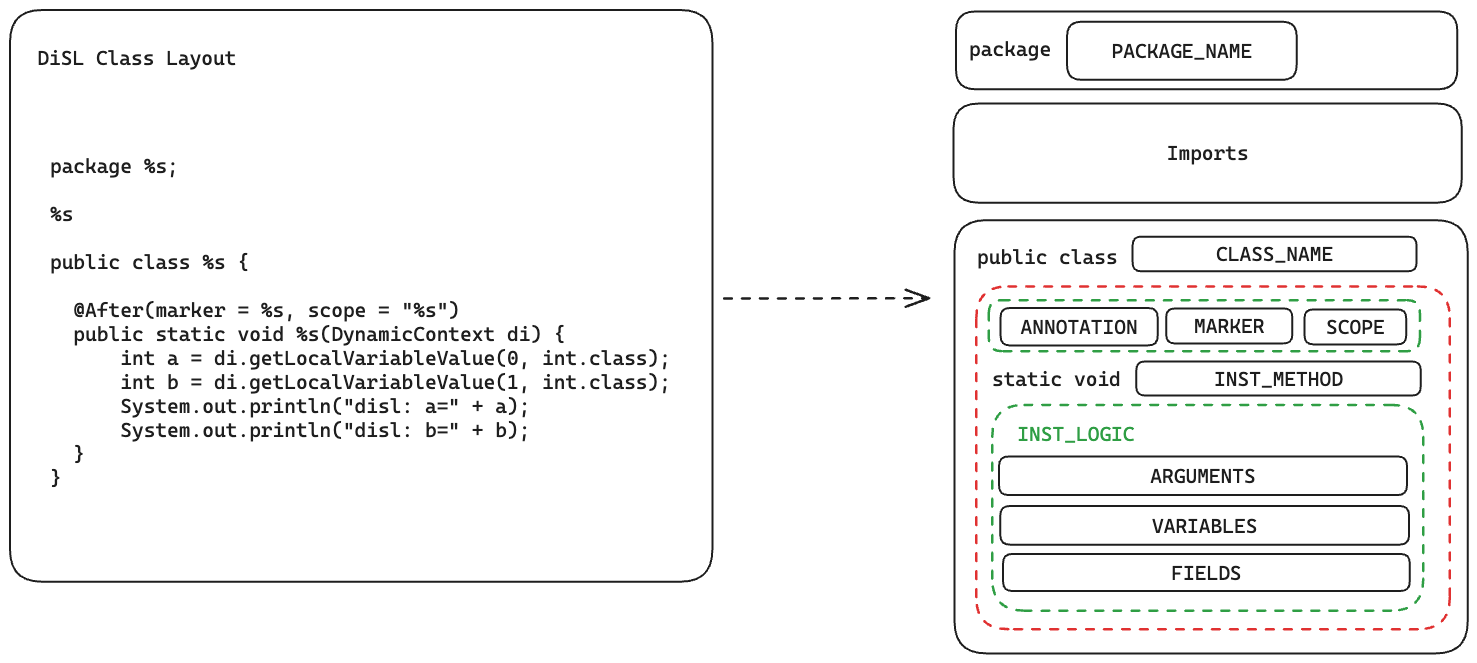 DiSL Class Layout
package %s;
%s
public class %s {
@After(marker = %s, scope = "%s")
public static void %s(DynamicContext di) {
int a = di.getLocalVariableValue(0, int.class);
int b = di.getLocalVariableValue(1, int.class);
System.out.println("disl: a=" + a);
System.out.println("disl: b=" + b);
}
}
package PACKAGE_NAME
Imports
public class CLASS_NAME
ANNOTATION MARKER SCOPE
static void INST_METHOD
INST_LOGIC
ARGUMENTS
VARIABLES
FIELDS